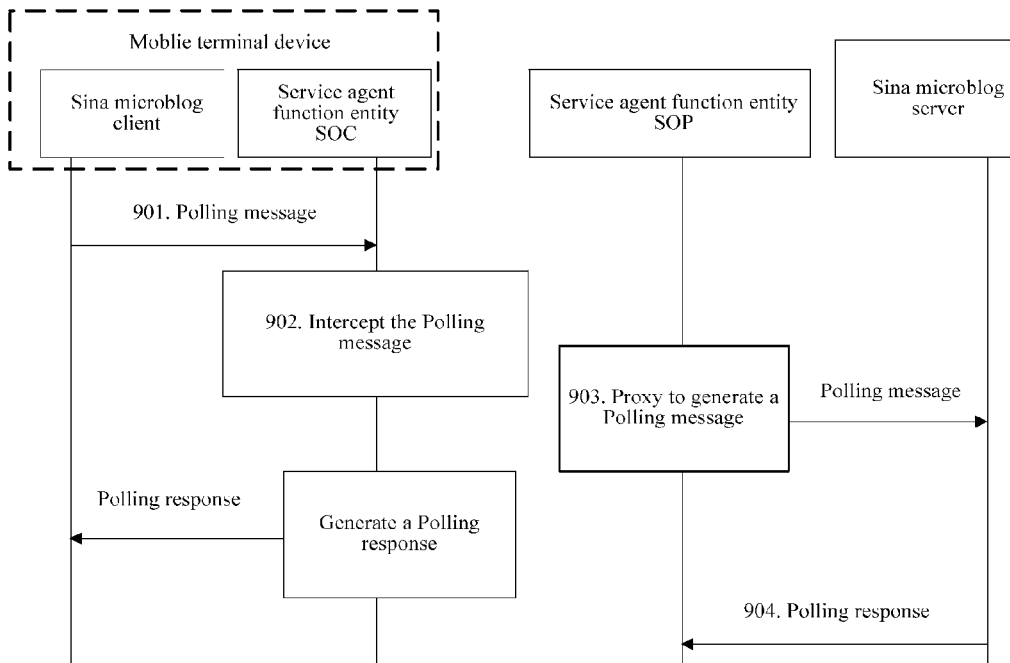 Moblie terminal device
Sina microblog
client
Service agent
function entity
SOC
Service agent function entity
SOP
Sina microblog
server
901. Polling message
902. Intercept the Polling
message
903. Proxy to generate a
Polling message
Polling message
Polling response
Generate a Polling
response
904. Polling response